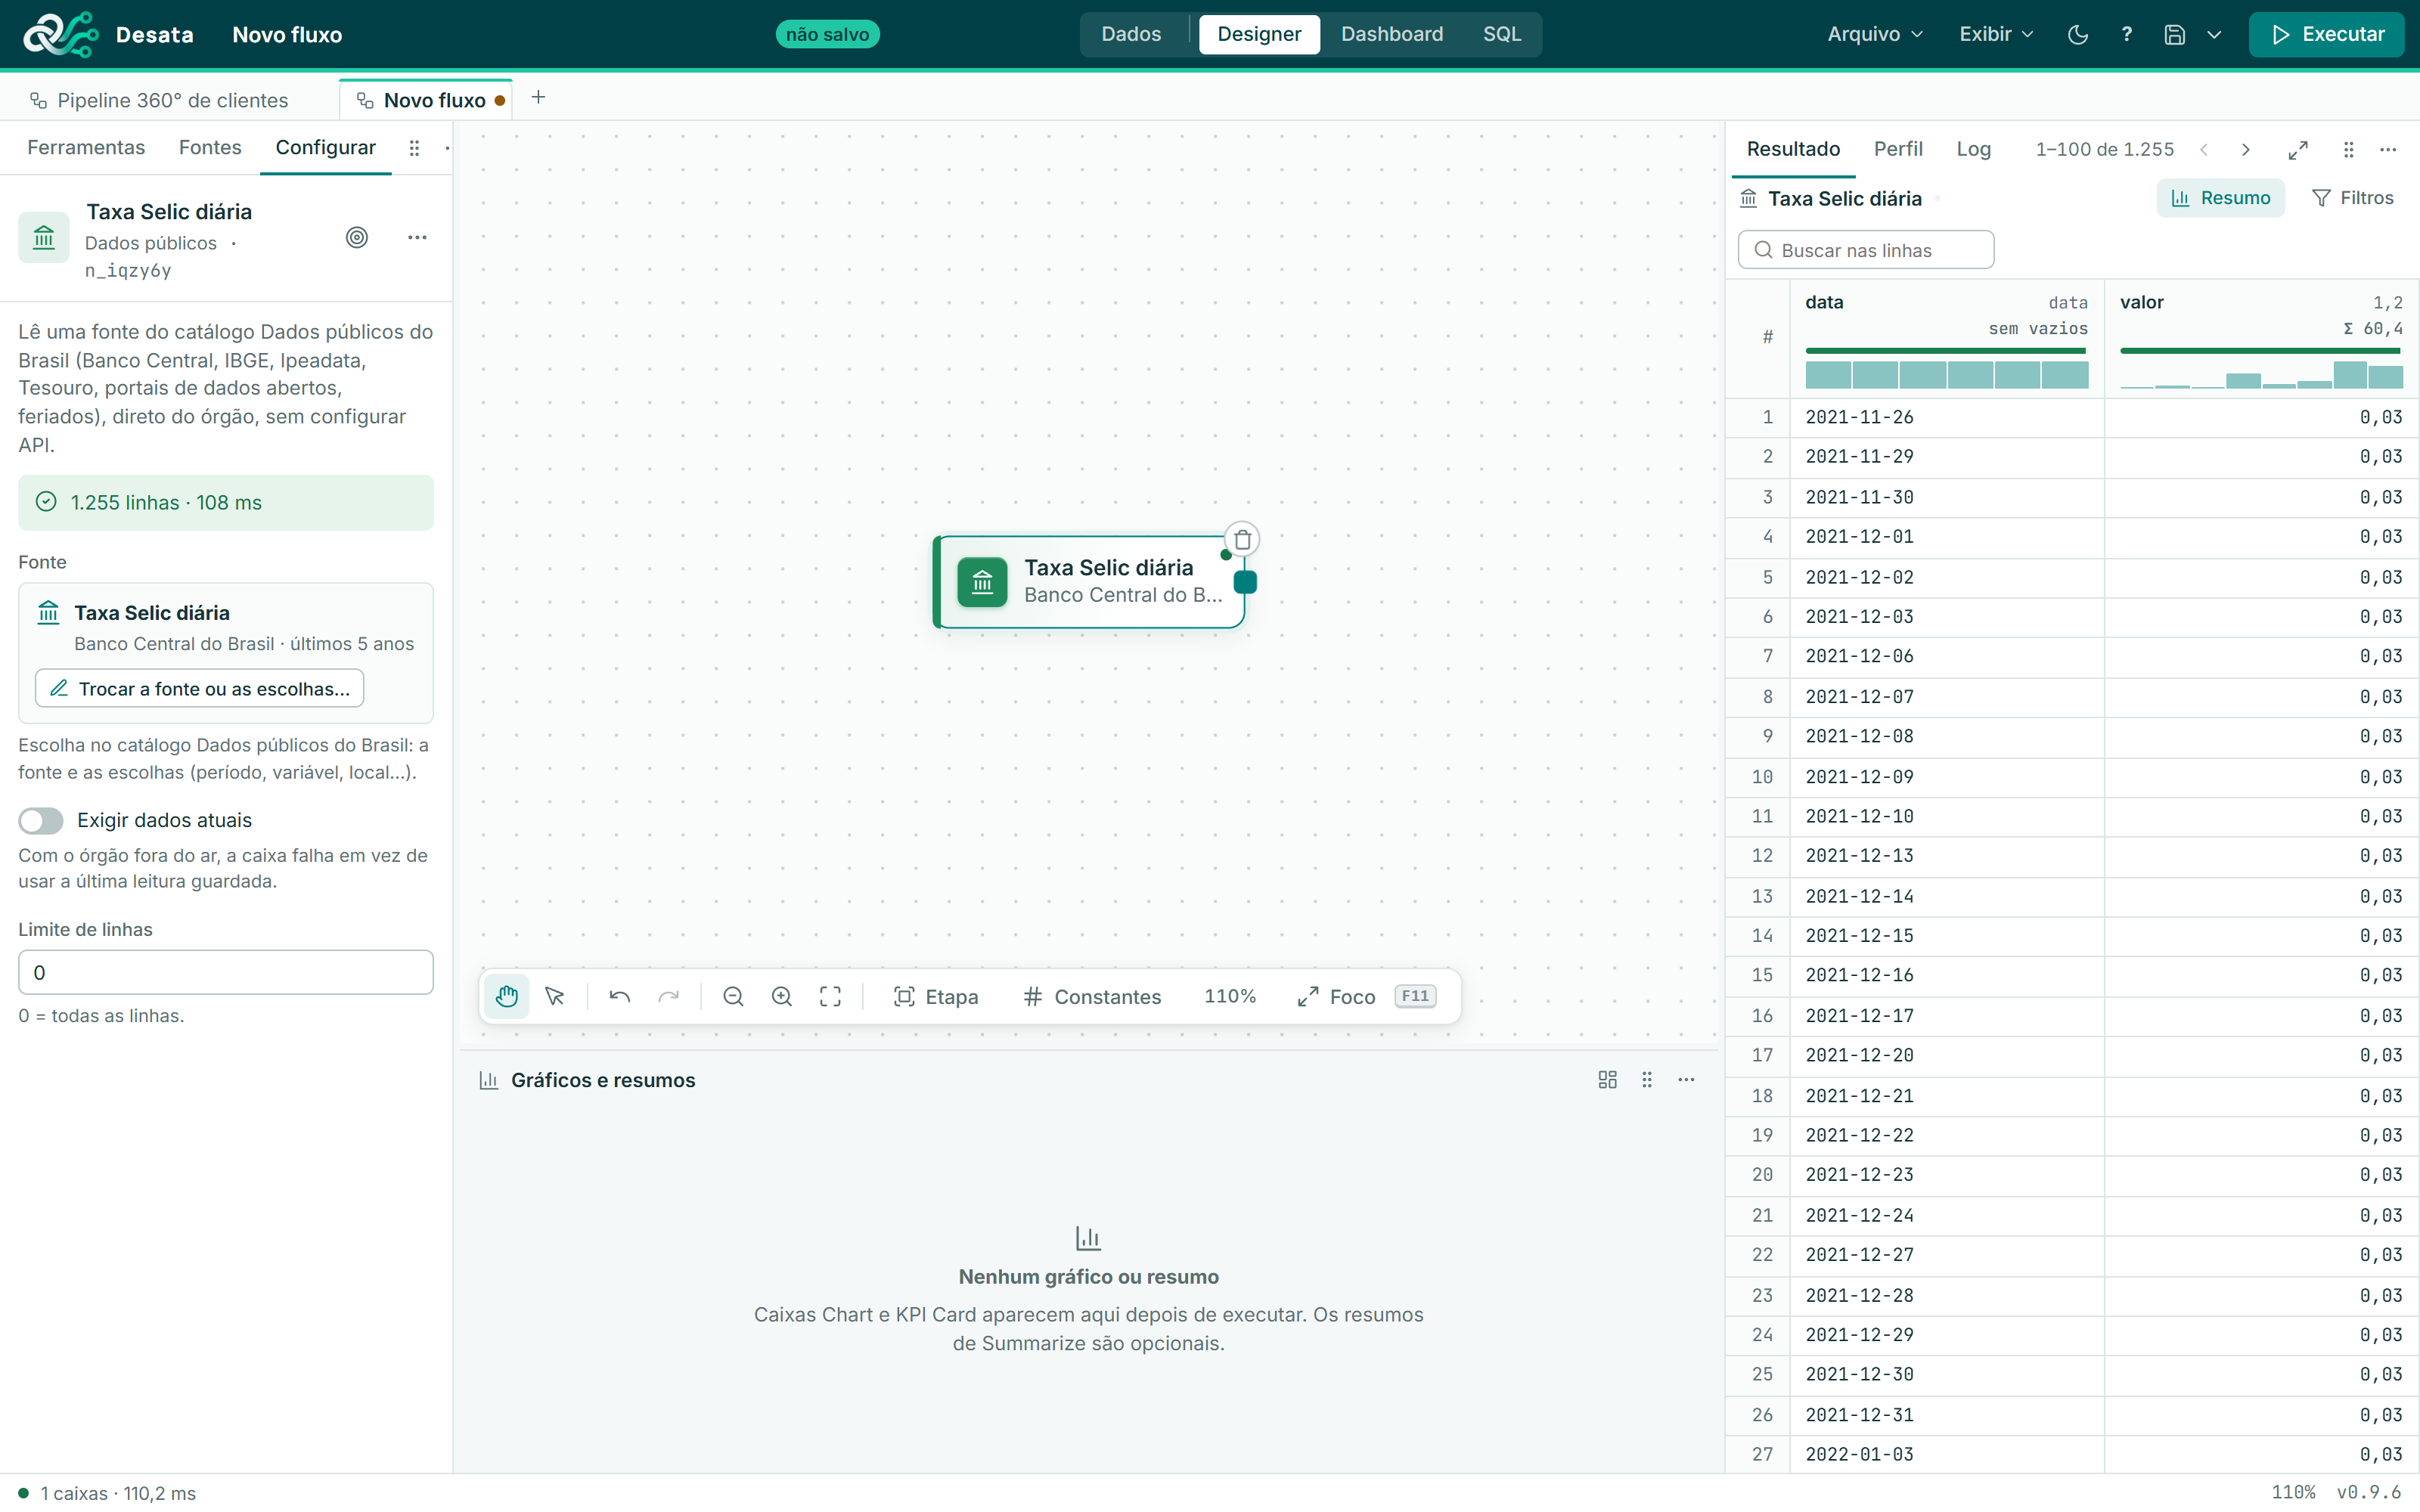 Desata
Novo fluxo
não salvo
Dados
Designer
Dashboard
SQL
Arquivo
Exibir
?
Executar
Pipeline 360° de clientes
Novo fluxo
Ferramentas
Fontes
Configurar
Taxa Selic diária
Dados públicos ·
n_iqzy6y
Lê uma fonte do catálogo Dados públicos do
Brasil (Banco Central, IBGE, Ipeadata,
Tesouro, portais de dados abertos,
feriados), direto do órgão, sem configurar
API.
1.255 linhas · 108 ms
Fonte
Taxa Selic diária
Banco Central do Brasil · últimos 5 anos
Trocar a fonte ou as escolhas...
Escolha no catálogo Dados públicos do Brasil: a
fonte e as escolhas (período, variável, local...).
Exigir dados atuais
Com o órgão fora do ar, a caixa falha em vez de
usar a última leitura guardada.
Limite de linhas
0
0 = todas as linhas.
Taxa Selic diária
Banco Central do B...
Etapa
Constantes
110%
Foco F11
Gráficos e resumos
Nenhum gráfico ou resumo
Caixas Chart e KPI Card aparecem aqui depois de executar. Os resumos
de Summarize são opcionais.
Resultado
Perfil
Log
1–100 de 1.255
Taxa Selic diária
Resumo
Filtros
Buscar nas linhas
# data data valor 1,2
sem vazios Σ 60,4
1 2021-11-26 0,03
2 2021-11-29 0,03
3 2021-11-30 0,03
4 2021-12-01 0,03
5 2021-12-02 0,03
6 2021-12-03 0,03
7 2021-12-06 0,03
8 2021-12-07 0,03
9 2021-12-08 0,03
10 2021-12-09 0,03
11 2021-12-10 0,03
12 2021-12-13 0,03
13 2021-12-14 0,03
14 2021-12-15 0,03
15 2021-12-16 0,03
16 2021-12-17 0,03
17 2021-12-20 0,03
18 2021-12-21 0,03
19 2021-12-22 0,03
20 2021-12-23 0,03
21 2021-12-24 0,03
22 2021-12-27 0,03
23 2021-12-28 0,03
24 2021-12-29 0,03
25 2021-12-30 0,03
26 2021-12-31 0,03
27 2022-01-03 0,03
1 caixas · 110,2 ms
110% v0.9.6